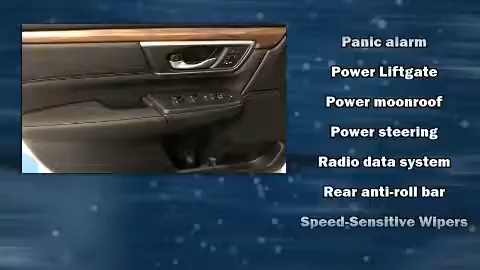 Panic alarm
Power Liftgate
Power moonroof
Power steering
Radio data system
Rear anti-roll bar
Speed-Sensitive Wipers